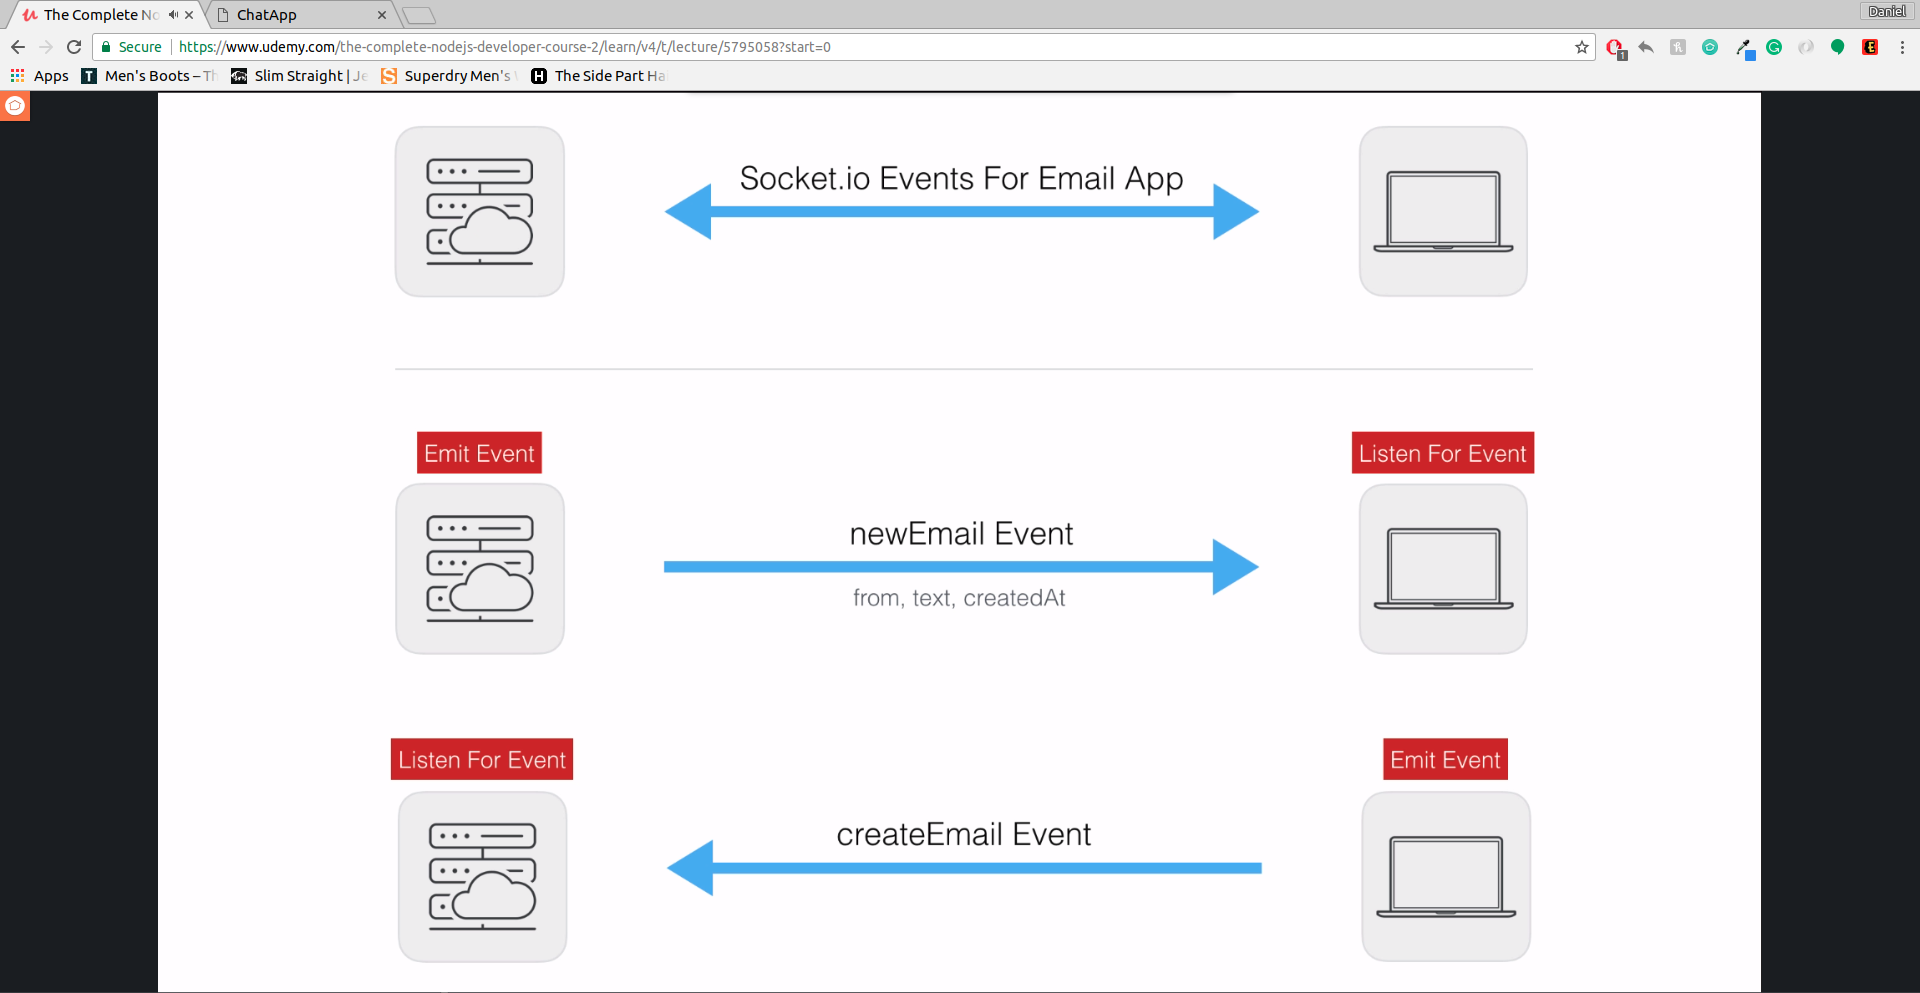 The Complete No
ChatApp
Daniel
Secure
https://www.udemy.com/the-complete-nodejs-developer-course-2/learn/v4/t/lecture/5795058?start=0
1
Apps
T Men's Boots – Th
Slim Straight | Je
Superdry Men's
H The Side Part Ha
Socket.io Events For Email App
Emit Event
Listen For Event
newEmail Event
from, text, createdAt
Listen For Event
Emit Event
createEmail Event